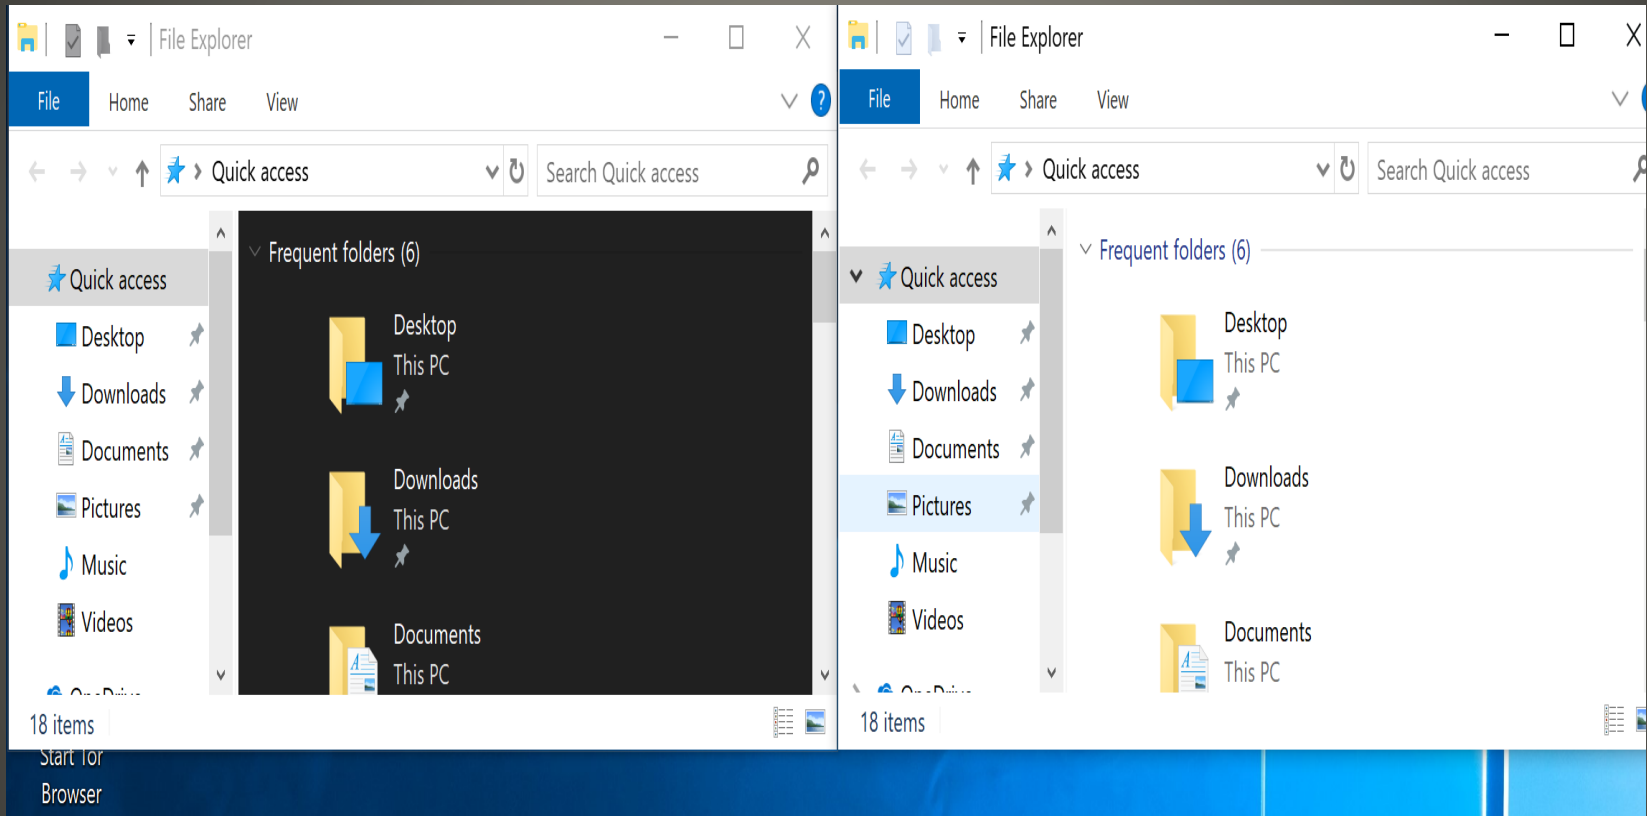 File Explorer
File
Home
Share
View
?
Quick access
Search Quick access
Quick access
Desktop
Downloads
Documents
Pictures
Music
Videos
OneDrive
Frequent folders (6)
Desktop
This PC
Downloads
This PC
Documents
This PC
18 items
File Explorer
File
Home
Share
View
Quick access
Search Quick access
Quick access
Desktop
Downloads
Documents
Pictures
Music
Videos
OneDrive
Frequent folders (6)
Desktop
This PC
Downloads
This PC
Documents
This PC
18 items
Start Tor
Browser